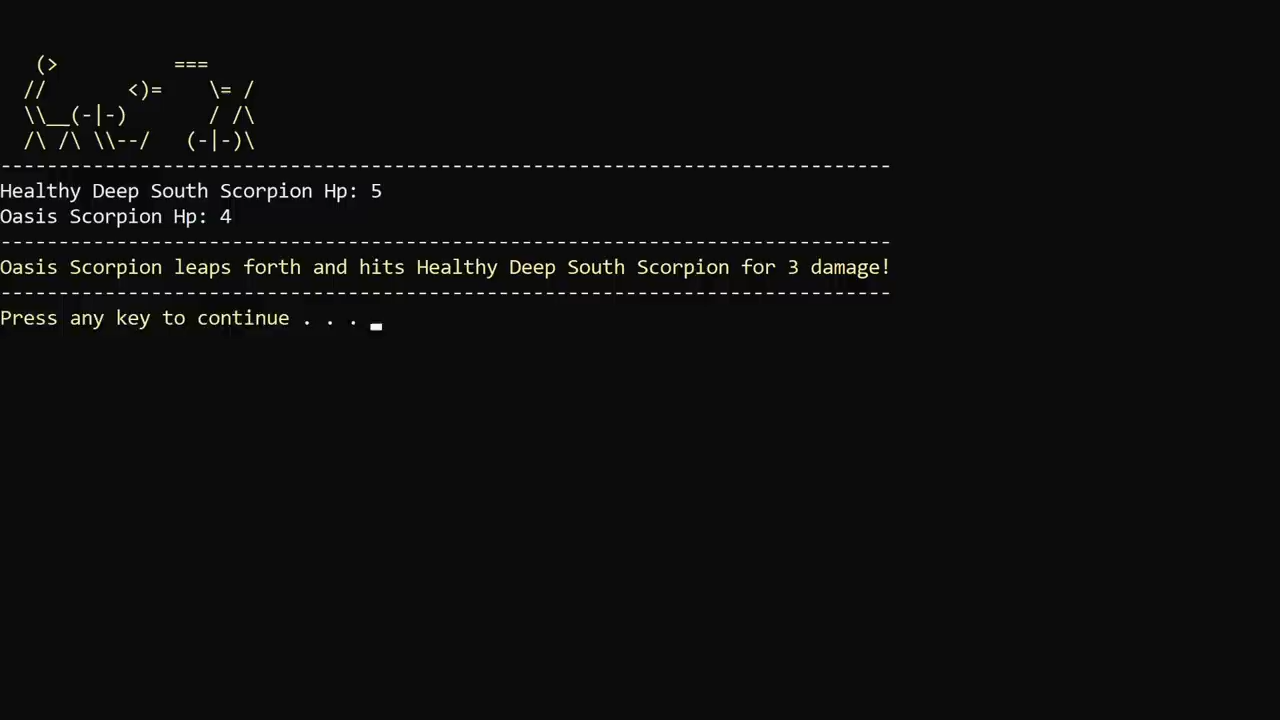 (>          ===
  //       <)=    \= /
  \\__(-|-)       / /\
  /\ /\ \\--/   (-|-)\
-----------------------------------------------------------------------------
Healthy Deep South Scorpion Hp: 5
Oasis Scorpion Hp: 4
-----------------------------------------------------------------------------
Oasis Scorpion leaps forth and hits Healthy Deep South Scorpion for 3 damage!
-----------------------------------------------------------------------------
Press any key to continue . . .